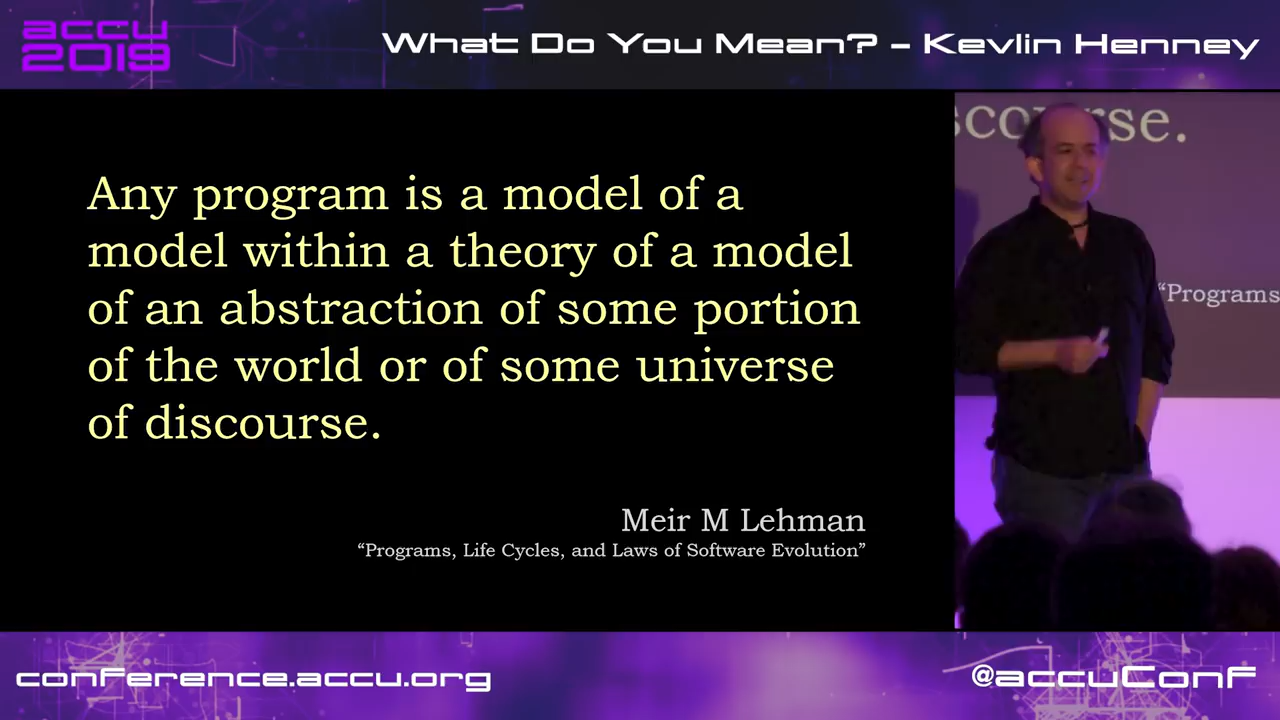 accu
2019
What Do You Mean? – Kevlin Henney
Any program is a model of a
model within a theory of a model
of an abstraction of some portion
of the world or of some universe
of discourse.
Meir M Lehman
“Programs, Life Cycles, and Laws of Software Evolution”
scourse.
“Programs
conference.accu.org
@accuConf